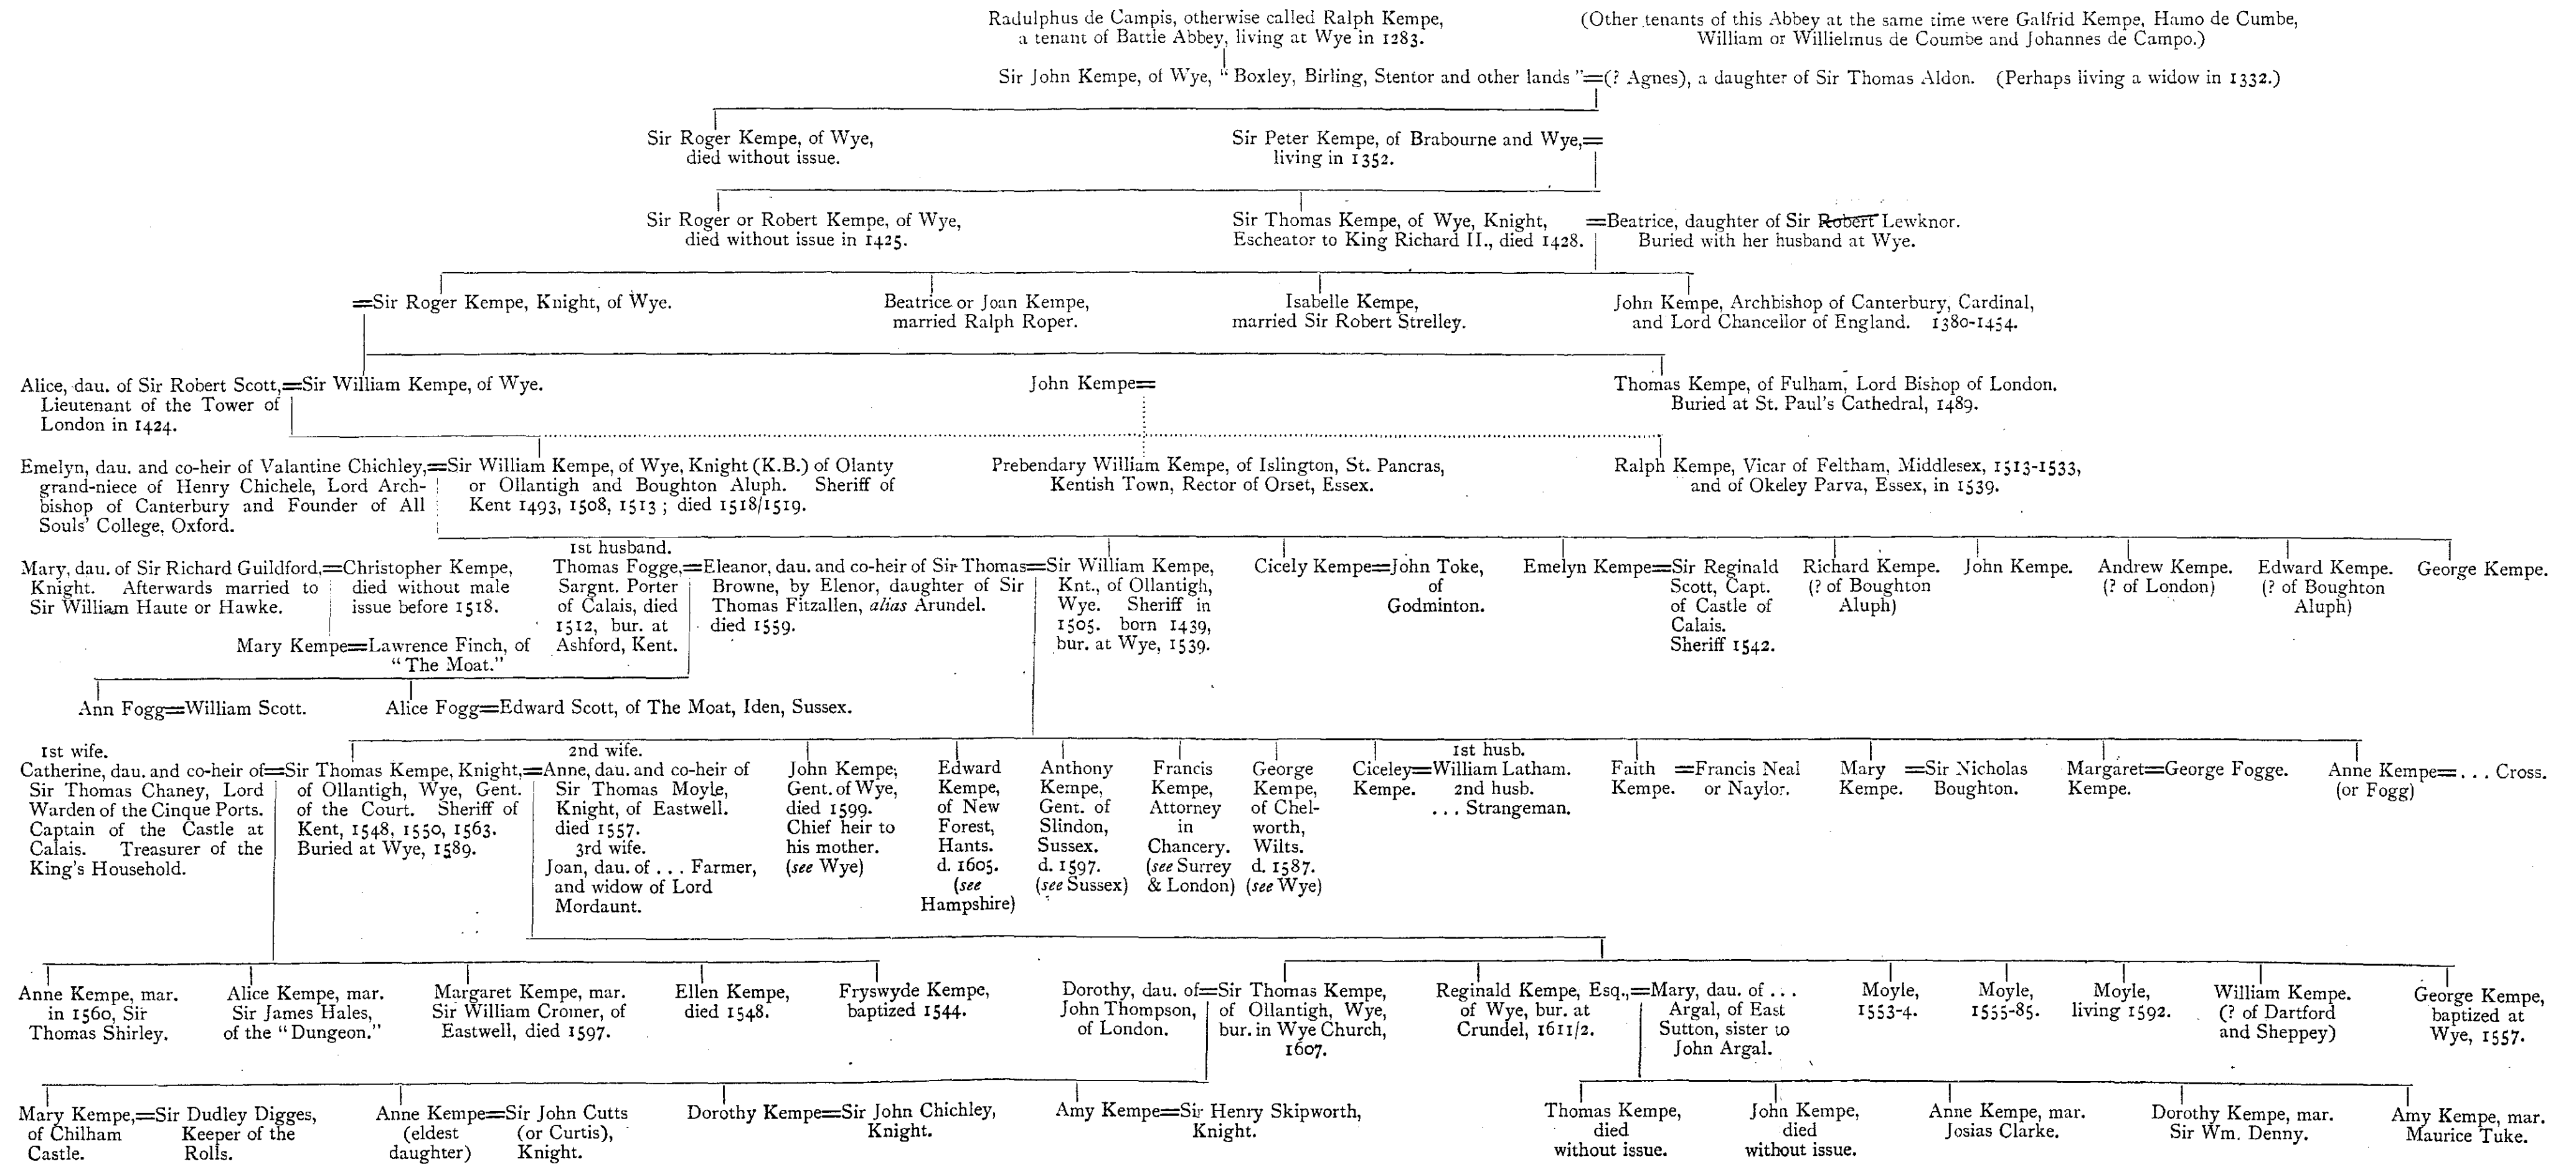 Radulphus de Campis, otherwise called Ralph Kempe,
a tenant of Battle Abbey, living at Wye in 1283.
(Other tenants of this Abbey at the same time were Galfrid Kempe, Hamo de Cumbe,
William or Willielmus de Coumbe and Johannes de Campo.)
Sir John Kempe, of Wye, “ Boxley, Birling, Stentor and other lands ”=(? Agnes), a daughter of Sir Thomas Aldon. (Perhaps living a widow in 1332.)
Sir Roger Kempe, of Wye,
died without issue.
Sir Peter Kempe, of Brabourne and Wye,=
living in 1352.
Sir Roger or Robert Kempe, of Wye,
died without issue in 1425.
Sir Thomas Kempe, of Wye, Knight,
Escheator to King Richard II., died 1428.
=Beatrice, daughter of Sir Robert Lewknor.
Buried with her husband at Wye.
=Sir Roger Kempe, Knight, of Wye.
Beatrice or Joan Kempe,
married Ralph Roper.
Isabelle Kempe,
married Sir Robert Strelley.
John Kempe, Archbishop of Canterbury, Cardinal,
and Lord Chancellor of England. 1380-1454.
Alice, dau. of Sir Robert Scott,=Sir William Kempe, of Wye.
Lieutenant of the Tower of
London in 1424.
John Kempe=
Thomas Kempe, of Fulham, Lord Bishop of London.
Buried at St. Paul's Cathedral, 1489.
Emelyn, dau. and co-heir of Valantine Chichley,=
grand-niece of Henry Chichele, Lord Arch-
bishop of Canterbury and Founder of All
Souls' College, Oxford.
Sir William Kempe, of Wye, Knight (K.B.) of Olanty
or Ollantigh and Boughton Aluph. Sheriff of
Kent 1493, 1508, 1513 ; died 1518/1519.
Prebendary William Kempe, of Islington, St. Pancras,
Kentish Town, Rector of Orset, Essex.
Ralph Kempe, Vicar of Feltham, Middlesex, 1513-1533,
and of Okeley Parva, Essex, in 1539.
Mary, dau. of Sir Richard Guildford,=
Knight. Afterwards married to
Sir William Haute or Hawke.
Christopher Kempe,
died without male
issue before 1518.
Mary Kempe=Lawrence Finch, of
“ The Moat.”
1st husband.
Thomas Fogge,=
Sargnt. Porter
of Calais, died
1512, bur. at
Ashford, Kent.
Eleanor, dau. and co-heir of Sir Thomas=
Browne, by Elenor, daughter of Sir
Thomas Fitzallen, alias Arundel.
died 1559.
Sir William Kempe,
Knt., of Ollantigh,
Wye. Sheriff in
1505. born 1439,
bur. at Wye, 1539.
Cicely Kempe=John Toke,
of
Godminton.
Emelyn Kempe=Sir Reginald
Scott, Capt.
of Castle of
Calais.
Sheriff 1542.
Richard Kempe.
(? of Boughton
Aluph)
John Kempe.
Andrew Kempe.
(? of London)
Edward Kempe.
(? of Boughton
Aluph)
George Kempe.
Ann Fogg=William Scott.
Alice Fogg=Edward Scott, of The Moat, Iden, Sussex.
1st wife.
Catherine, dau. and co-heir of=
Sir Thomas Chaney, Lord
Warden of the Cinque Ports.
Captain of the Castle at
Calais. Treasurer of the
King's Household.
Sir Thomas Kempe, Knight,=
of Ollantigh, Wye, Gent.
of the Court. Sheriff of
Kent, 1548, 1550, 1563.
Buried at Wye, 1589.
2nd wife.
Anne, dau. and co-heir of
Sir Thomas Moyle,
Knight, of Eastwell.
died 1557.
3rd wife.
Joan, dau. of . . . Farmer,
and widow of Lord
Mordaunt.
John Kempe,
Gent. of Wye,
died 1599.
Chief heir to
his mother.
(see Wye)
Edward
Kempe,
of New
Forest,
Hants.
d. 1605.
(see
Hampshire)
Anthony
Kempe,
Gent. of
Slindon,
Sussex.
d. 1597.
(see Sussex)
Francis
Kempe,
Attorney
in
Chancery.
(see Surrey
& London)
George
Kempe,
of Chel-
worth,
Wilts.
d. 1587.
(see Wye)
1st husb.
Ciceley=William Latham.
Kempe. 2nd husb.
. . . Strangeman.
Faith =Francis Neal
Kempe. or Naylor.
Mary =Sir Nicholas
Kempe. Boughton.
Margaret=George Fogge.
Kempe.
Anne Kempe=. . . Cross.
(or Fogg)
Anne Kempe, mar.
in 1560, Sir
Thomas Shirley.
Alice Kempe, mar.
Sir James Hales,
of the “ Dungeon.”
Margaret Kempe, mar.
Sir William Cromer, of
Eastwell, died 1597.
Ellen Kempe,
died 1548.
Fryswyde Kempe,
baptized 1544.
Dorothy, dau. of=
John Thompson,
of London.
Sir Thomas Kempe,
of Ollantigh, Wye,
bur. in Wye Church,
1607.
Reginald Kempe, Esq.,=
of Wye, bur. at
Crundel, 1611/2.
Mary, dau. of . . .
Argal, of East
Sutton, sister to
John Argal.
Moyle,
1553-4.
Moyle,
1555-85.
Moyle,
living 1592.
William Kempe.
(? of Dartford
and Sheppey)
George Kempe,
baptized at
Wye, 1557.
Mary Kempe,=Sir Dudley Digges,
of Chilham Keeper of the
Castle. Rolls.
Anne Kempe=Sir John Cutts
(eldest (or Curtis),
daughter) Knight.
Dorothy Kempe=Sir John Chichley,
Knight.
Amy Kempe=Sir Henry Skipworth,
Knight.
Thomas Kempe,
died
without issue.
John Kempe,
died
without issue.
Anne Kempe, mar.
Josias Clarke.
Dorothy Kempe, mar.
Sir Wm. Denny.
Amy Kempe, mar.
Maurice Tuke.